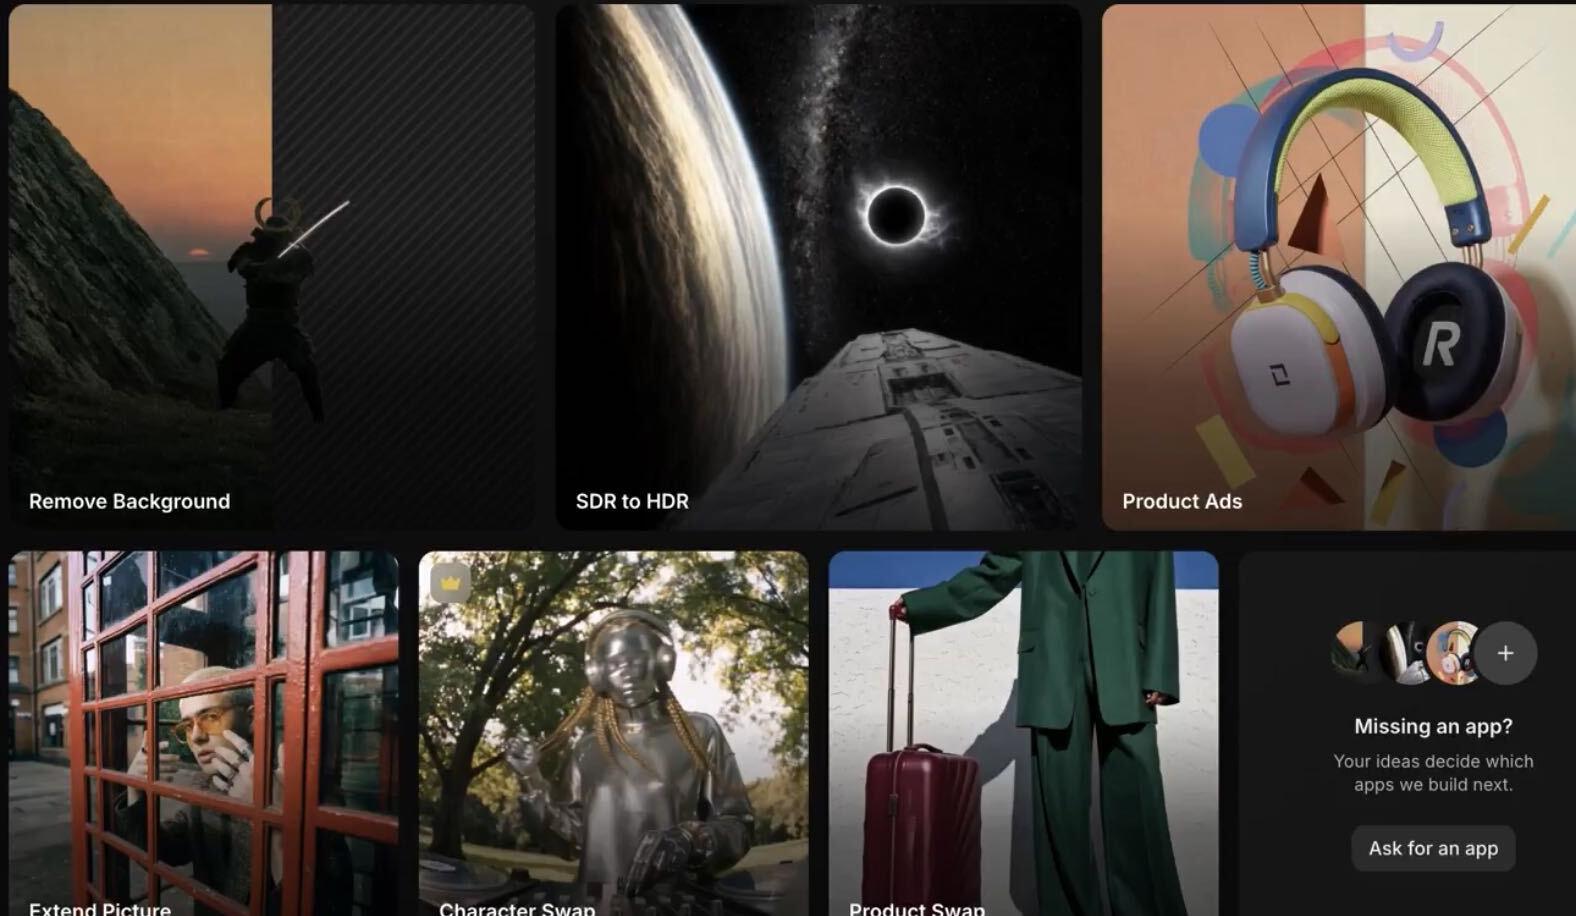 Remove Background
SDR to HDR
R
Product Ads
Extend Picture
Character Swap
Product Swap
+
Missing an app?
Your ideas decide which
apps we build next.
Ask for an app